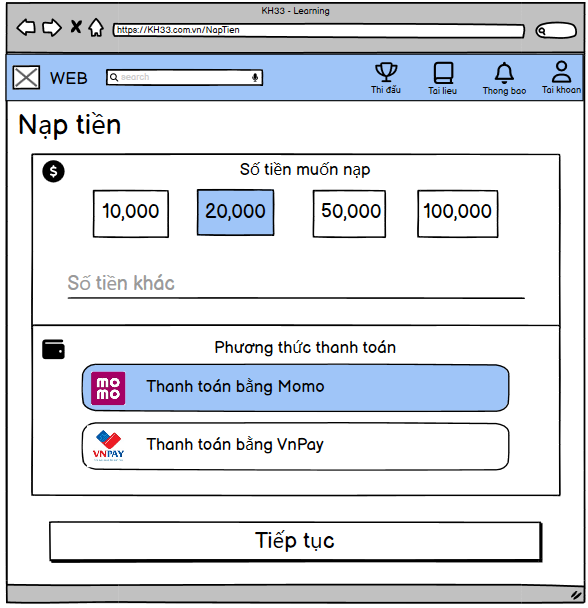 KH33 - Learning
https://KH33.com.vn/NapTien
WEB
search
Thi đấu
Tai lieu
Thong bao
Tai khoan
Nạp tiền
Số tiền muốn nạp
10,000
20,000
50,000
100,000
Số tiền khác
Phương thức thanh toán
mo
mo
Thanh toán bằng Momo
VNPAY
Thanh toán bằng VnPay
Tiếp tục